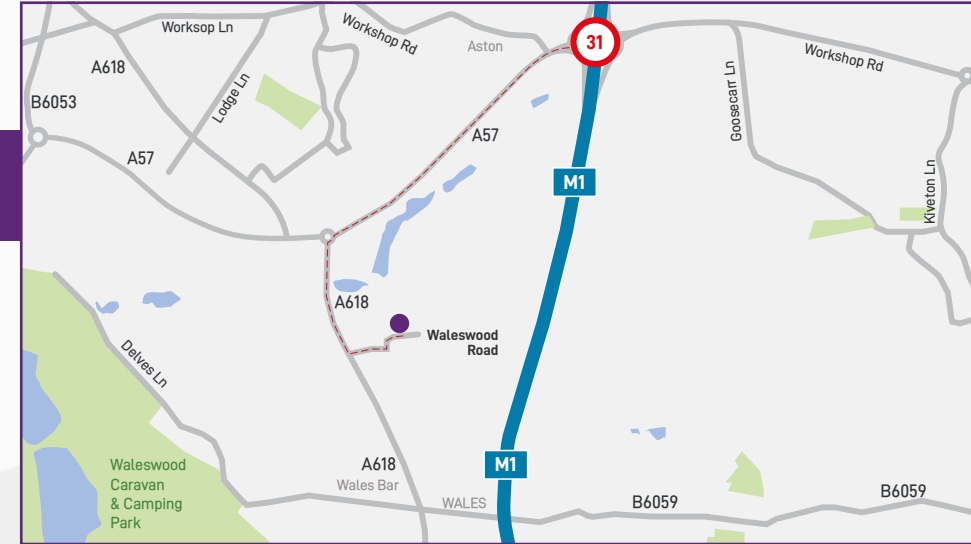 Worksop Ln
Workshop Rd
Aston
31
Workshop Rd
A618
Lodge Ln
Goosecarr Ln
B6053
A57
A57
M1
Kiveton Ln
A618
Waleswood
Road
Delves Ln
A618
M1
Waleswood
Caravan
& Camping
Park
Wales Bar
WALES
B6059
B6059